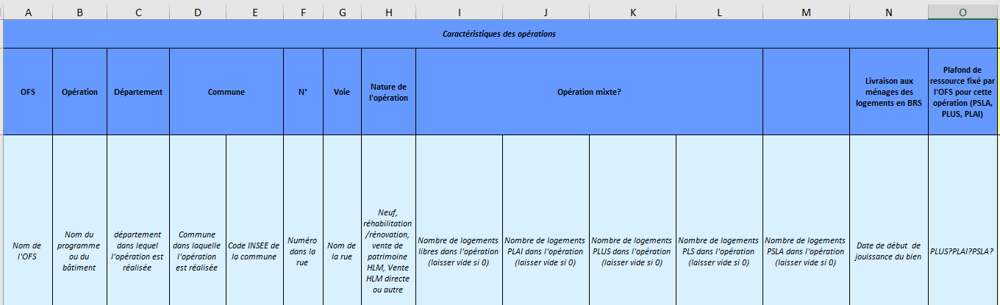 A B C D E F G H I J K L M N O
Caractéristiques des opérations
OFS
Opération
Département
Commune
N°
Voie
Nature de
l'opération
Opération mixte?
Livraison aux
ménages des
logements en BRS
Plafond de
ressource fixé par
l'OFS pour cette
opération (PSLA,
PLUS, PLAI)
Nom de
l'OFS
Nom du
programme
ou du
bâtiment
département
dans lequel
l'opération est
réalisée
Commune
dans laquelle
l'opération
est réalisée
Code INSEE de
la commune
Numéro
dans la
rue
Nom de
la rue
Neuf,
réhabilitation
/rénovation,
vente de
patrimoine
HLM, Vente
HLM directe
ou autre
Nombre de logements
libres dans l'opération
(laisser vide si 0)
Nombre de logements
PLAI dans l'opération
(laisser vide si 0)
Nombre de logements
PLUS dans l'opération
(laisser vide si 0)
Nombre de logements
PLS dans l'opération
(laisser vide si 0)
Nombre de logements
PSLA dans l'opération
(laisser vide si 0)
Date de début de
jouissance du bien
PLUS?PLAI?PSLA?